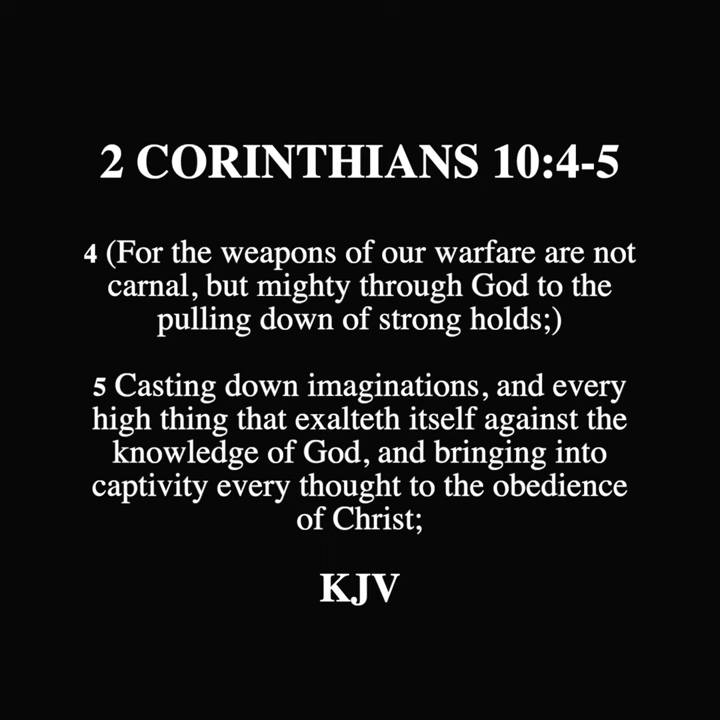 2 CORINTHIANS 10:4-5
4 (For the weapons of our warfare are not
carnal, but mighty through God to the
pulling down of strong holds;)
5 Casting down imaginations, and every
high thing that exalteth itself against the
knowledge of God, and bringing into
captivity every thought to the obedience
of Christ;
KJV